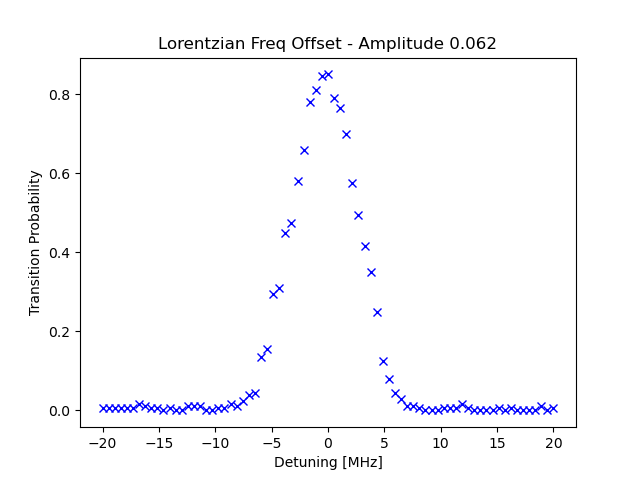 Lorentzian Freq Offset - Amplitude 0.062
Transition Probability
0.8
0.6
0.4
0.2
0.0
−20 −15 −10 −5 0 5 10 15 20
Detuning [MHz]